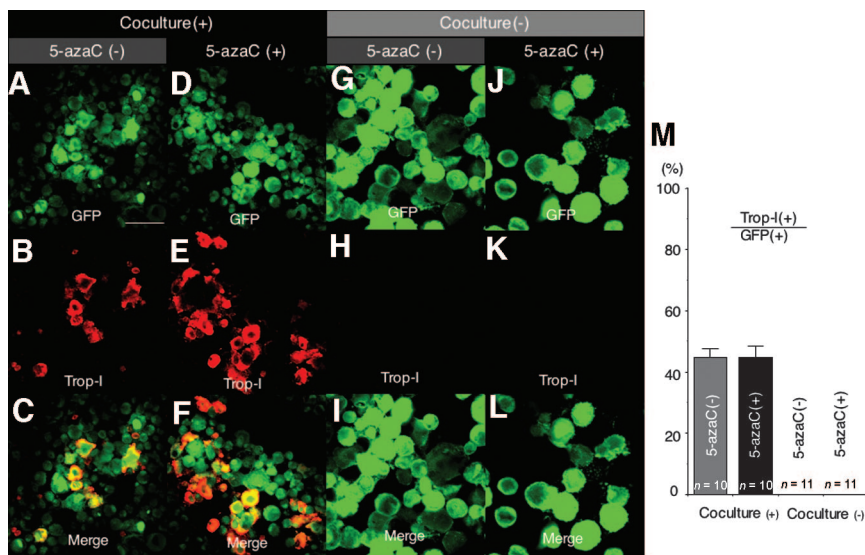 Coculture (+)
Coculture (-)
5-azaC (-)
5-azaC (+)
5-azaC (-)
5-azaC (+)
A
D
G
J
GFP
GFP
GFP
GFP
B
E
H
K
Trop-I
Trop-I
Trop-I
Trop-I
C
F
I
L
Merge
Merge
Merge
Merge
M
(%)
100
80
60
40
20
0
Trop-I(+)
GFP(+)
5-azaC(-)
5-azaC(+)
5-azaC(-)
5-azaC(+)
n = 10
n = 10
n = 11
n = 11
Coculture (+)
Coculture (-)